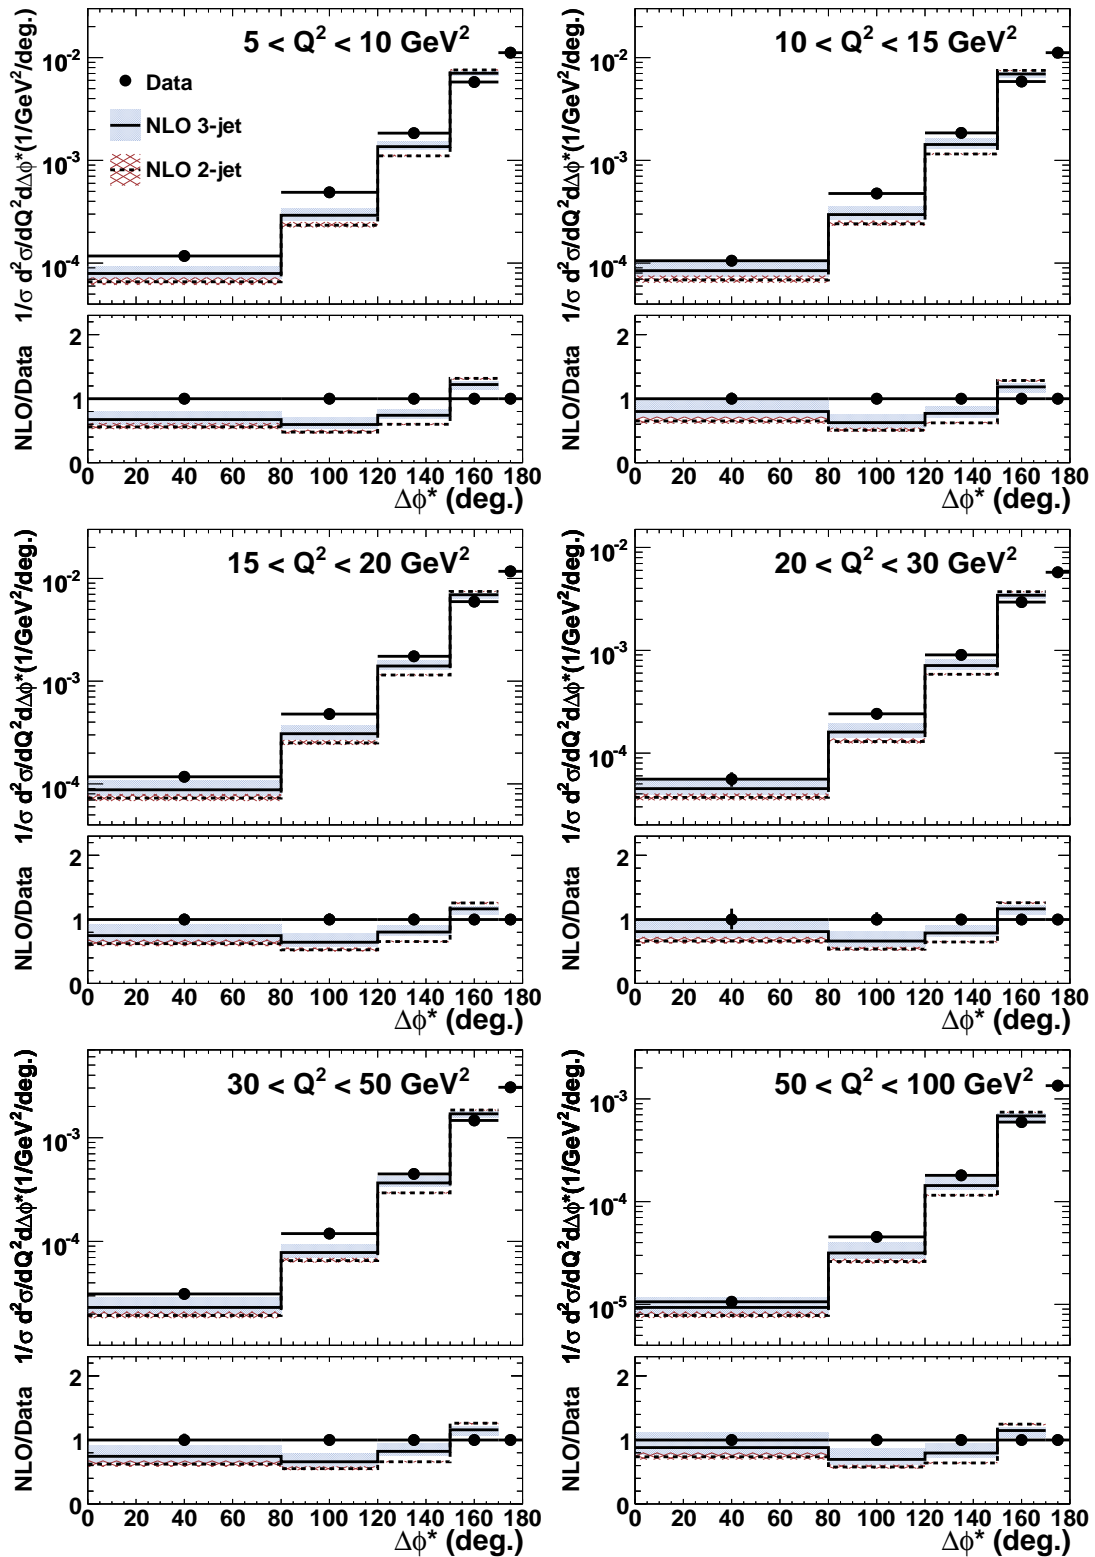 5 < Q² < 10 GeV²
1/σ d²σ/dQ²dΔφ*(1/GeV²/deg.)
10⁻²
10⁻³
10⁻⁴
Data
NLO 3-jet
NLO 2-jet
NLO/Data
2
1
0
0 20 40 60 80 100 120 140 160 180
Δφ* (deg.)
10 < Q² < 15 GeV²
1/σ d²σ/dQ²dΔφ*(1/GeV²/deg.)
10⁻²
10⁻³
10⁻⁴
NLO/Data
2
1
0
0 20 40 60 80 100 120 140 160 180
Δφ* (deg.)
15 < Q² < 20 GeV²
1/σ d²σ/dQ²dΔφ*(1/GeV²/deg.)
10⁻²
10⁻³
10⁻⁴
NLO/Data
2
1
0
0 20 40 60 80 100 120 140 160 180
Δφ* (deg.)
20 < Q² < 30 GeV²
1/σ d²σ/dQ²dΔφ*(1/GeV²/deg.)
10⁻²
10⁻³
10⁻⁴
NLO/Data
2
1
0
0 20 40 60 80 100 120 140 160 180
Δφ* (deg.)
30 < Q² < 50 GeV²
1/σ d²σ/dQ²dΔφ*(1/GeV²/deg.)
10⁻³
10⁻⁴
NLO/Data
2
1
0
0 20 40 60 80 100 120 140 160 180
Δφ* (deg.)
50 < Q² < 100 GeV²
1/σ d²σ/dQ²dΔφ*(1/GeV²/deg.)
10⁻³
10⁻⁴
10⁻⁵
NLO/Data
2
1
0
0 20 40 60 80 100 120 140 160 180
Δφ* (deg.)